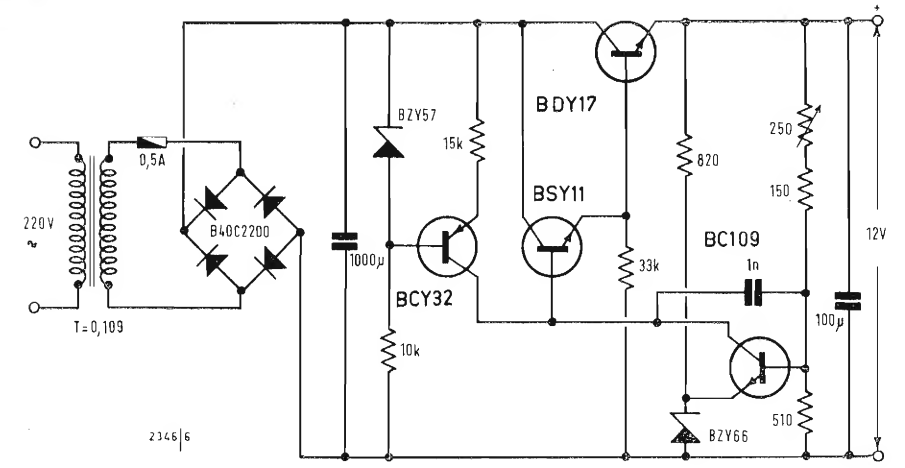 +
BZY57
BDY17
250
15k
0,5A
820
150
BSY11
220V
~
B40C2200
12V
BC109
1000µ
33k
1n
BCY32
100µ
T=0,109
10k
510
BZY66
2346|6